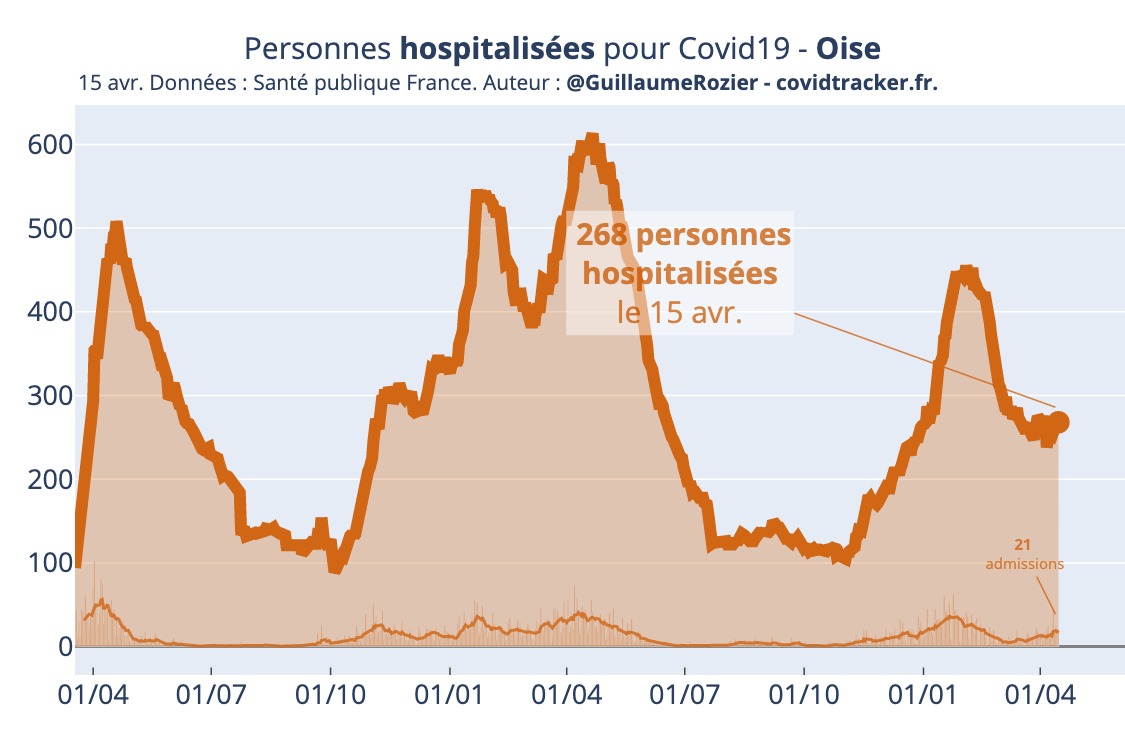 Personnes hospitalisées pour Covid19 - Oise
15 avr. Données : Santé publique France. Auteur : @GuillaumeRozier - covidtracker.fr.
600
500
400
300
200
100
0
268 personnes
hospitalisées
le 15 avr.
21
admissions
01/04
01/07
01/10
01/01
01/04
01/07
01/10
01/01
01/04